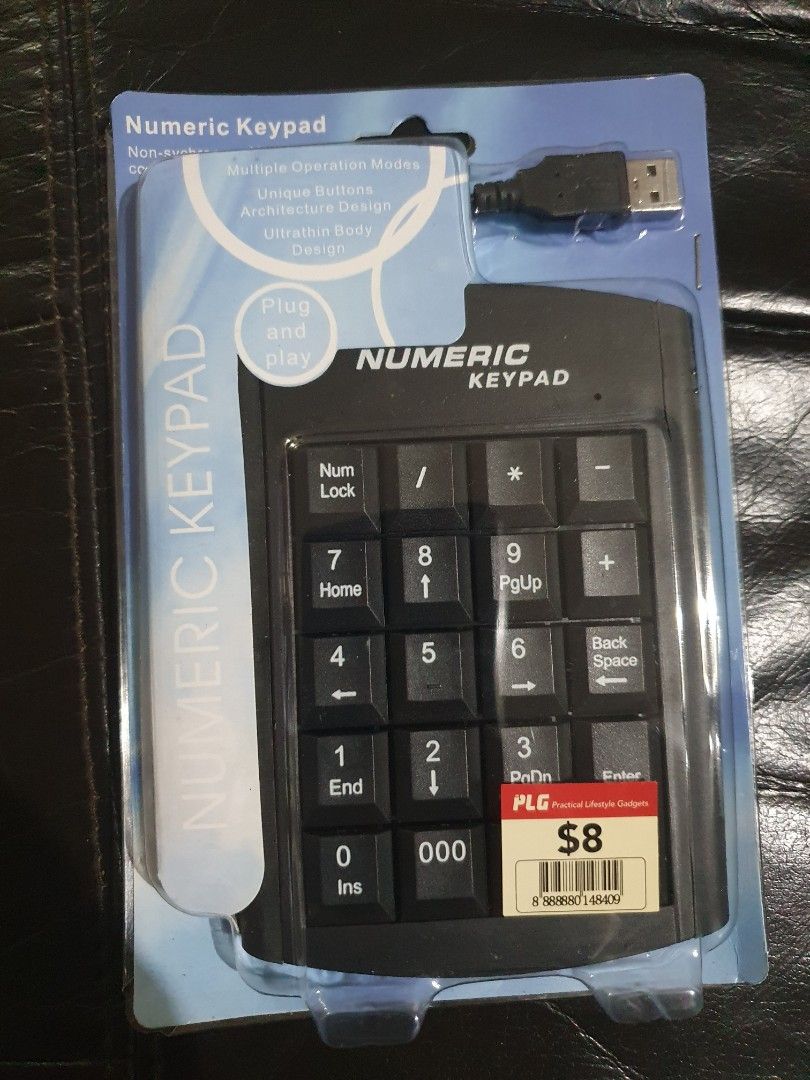 Numeric Keypad
Multiple Operation Modes
Unique Buttons
Architecture Design
Ultrathin Body
Design
Plug
and
play
NUMERIC KEYPAD
NUMERIC
KEYPAD
Num
Lock
/
*
-
7
Home
8
↑
9
PgUp
+
4
←
5
6
→
Back
Space
←
1
End
2
↓
3
PgDn
Enter
0
Ins
000
PLG Practical Lifestyle Gadgets
$8
8 888880 148409